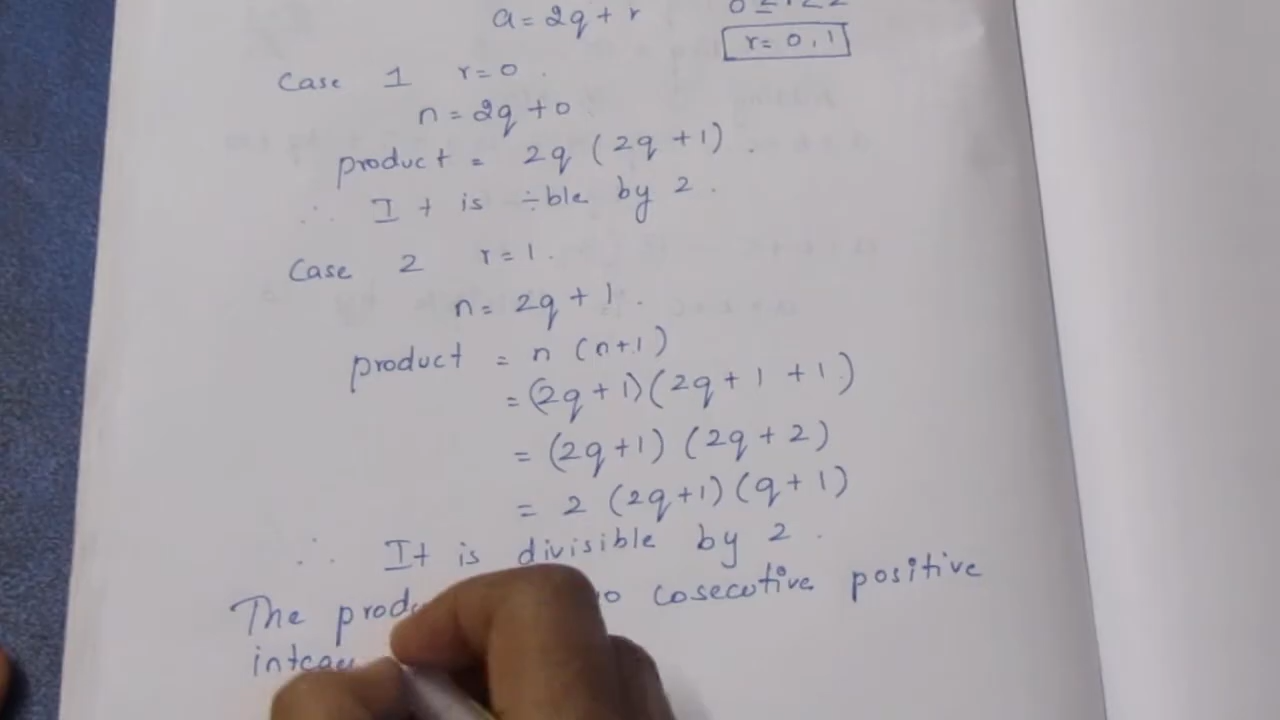 a = 2q + r
r = 0, 1
Case 1 r = 0 .
n = 2q + 0
product = 2q (2q + 1) .
∴ It is ÷ble by 2 .
Case 2 r = 1 .
n = 2q + 1 .
product = n (n+1)
= (2q + 1) (2q + 1 + 1)
= (2q+1) (2q + 2)
= 2 (2q+1) (q + 1)
∴ It is divisible by 2 .
The cosecutive positive